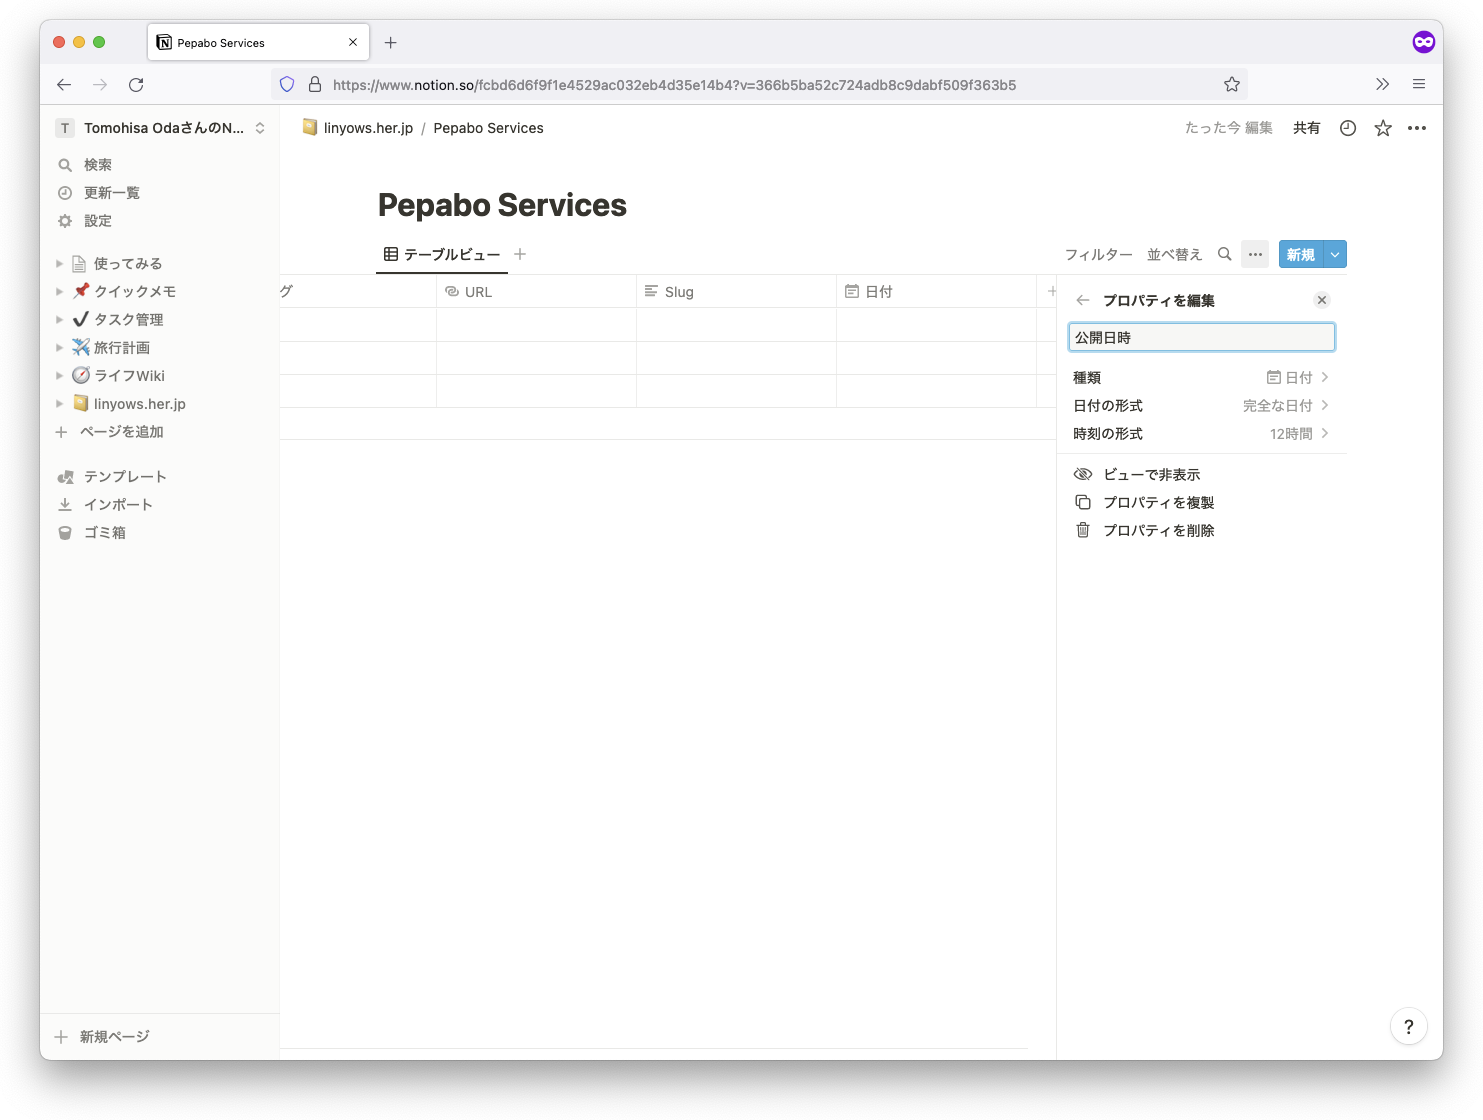 Pepabo Services
https://www.notion.so/fcbd6d6f9f1e4529ac032eb4d35e14b4?v=366b5ba52c724adb8c9dabf509f363b5
T Tomohisa OdaさんのN...
検索
更新一覧
設定
使ってみる
クイックメモ
タスク管理
旅行計画
ライフWiki
linyows.her.jp
ページを追加
テンプレート
インポート
ゴミ箱
新規ページ
linyows.her.jp / Pepabo Services
たった今 編集 共有
Pepabo Services
テーブルビュー
フィルター 並べ替え 新規
グ URL Slug 日付
プロパティを編集
公開日時
種類 日付
日付の形式 完全な日付
時刻の形式 12時間
ビューで非表示
プロパティを複製
プロパティを削除
?